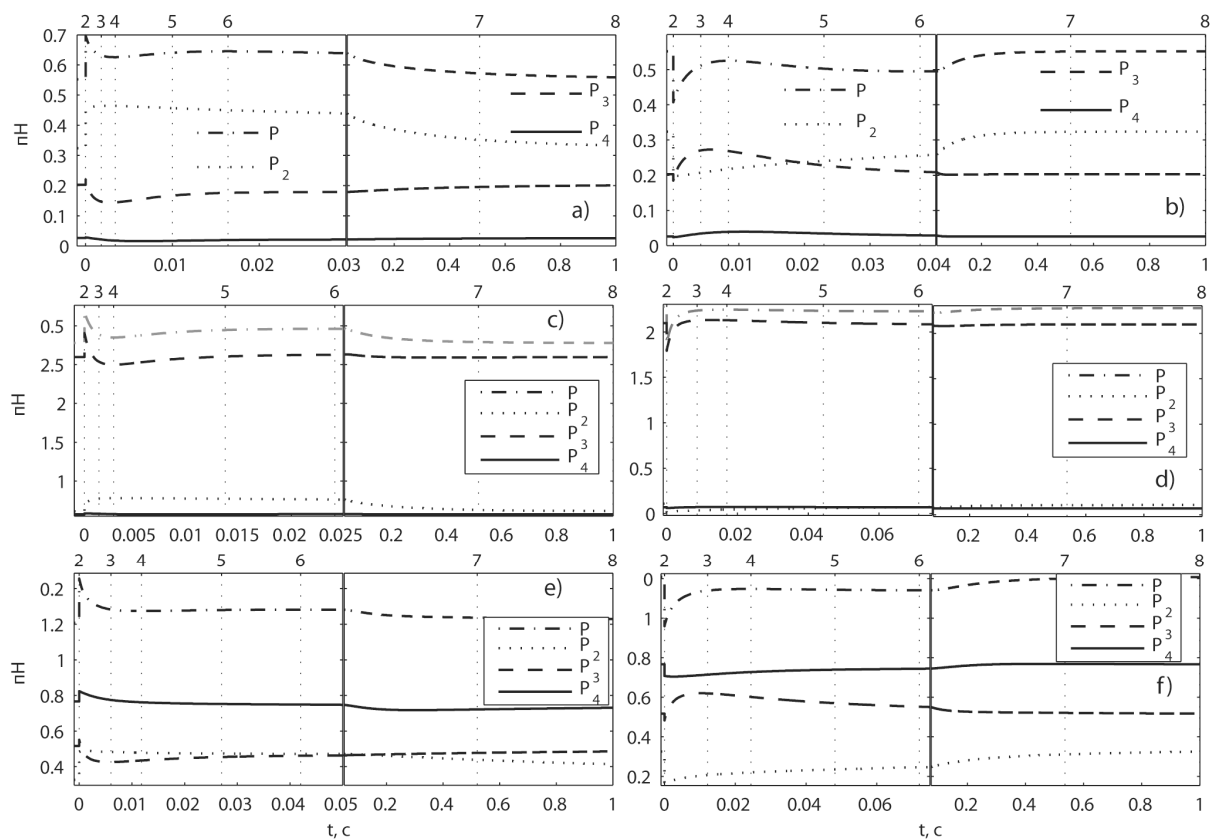 2 3 4 5 6 7 8
0.7
0.6
0.5
0.4
0.3
0.2
0.1
0
пН
P
P2
P3
P4
a)
0 0.01 0.02 0.03 0.2 0.4 0.6 0.8 1
2 3 4 5 6 7 8
0.5
0.4
0.3
0.2
0.1
0
P
P2
P3
P4
b)
0 0.01 0.02 0.03 0.04 0.2 0.4 0.6 0.8 1
2 3 4 5 6 7 8
0.5
2.5
2
1.5
1
пН
c)
P
P2
P3
P4
0 0.005 0.01 0.015 0.02 0.025 0.2 0.4 0.6 0.8 1
2 3 4 5 6 7 8
2
1.5
1
0.5
0
P
P2
P3
P4
d)
0 0.02 0.04 0.06 0.2 0.4 0.6 0.8 1
2 3 4 5 6 7 8
0.2
1.2
1
0.8
0.6
0.4
пН
e)
P
P2
P3
P4
0 0.01 0.02 0.03 0.04 0.05 0.2 0.4 0.6 0.8 1
t, c
2 3 4 5 6 7 8
0
1
0.8
0.6
0.4
0.2
P
P2
P3
P4
f)
0 0.02 0.04 0.06 0.2 0.4 0.6 0.8 1
t, c